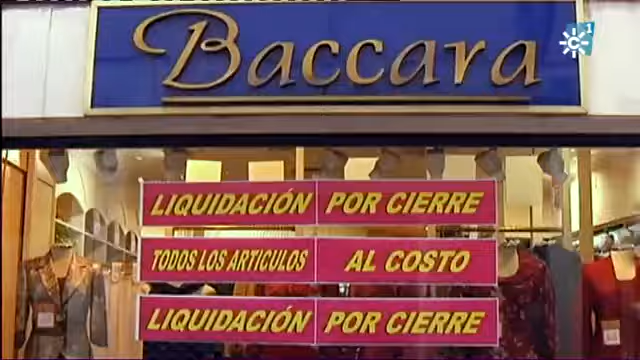 Baccara
LIQUIDACIÓN POR CIERRE
TODOS LOS ARTICULOS AL COSTO
LIQUIDACIÓN POR CIERRE